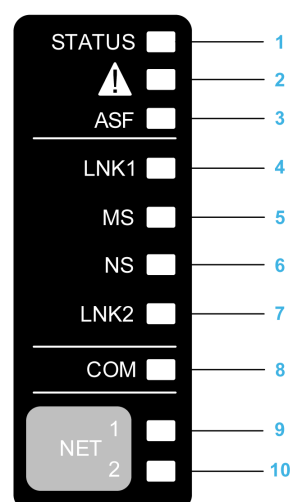 STATUS 1
2
ASF 3
LNK1 4
MS 5
NS 6
LNK2 7
COM 8
1 9
NET
2 10